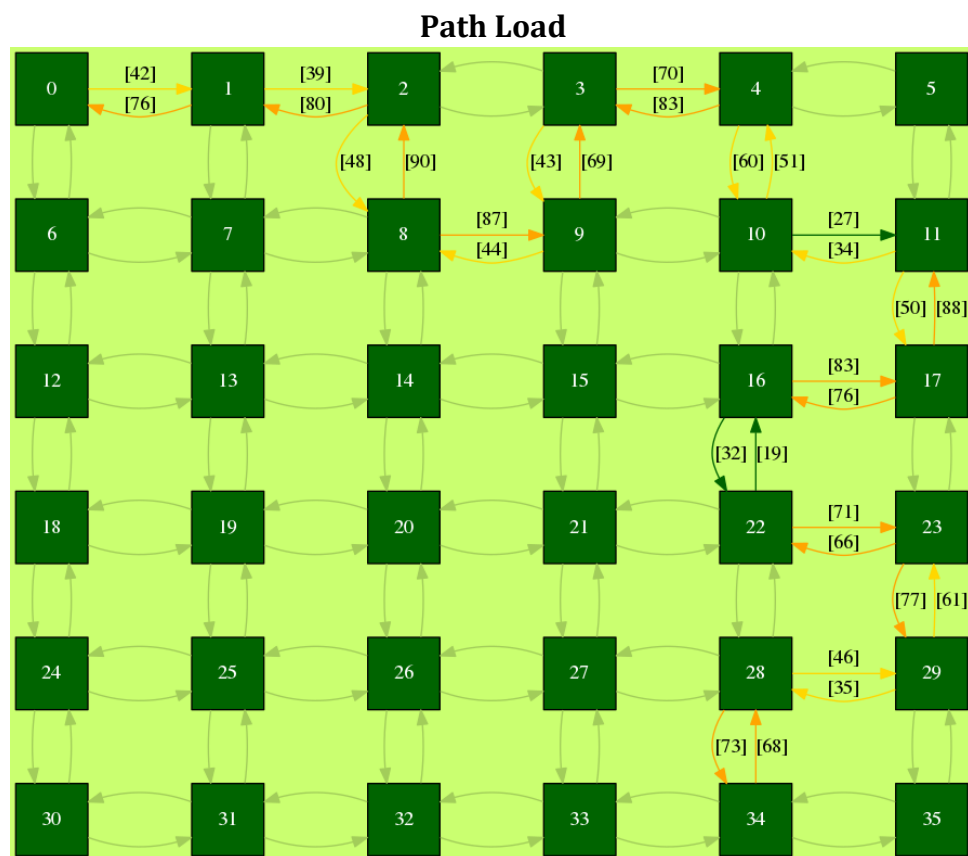 Path Load
[42] [39] [70]
0 1 2 3 4 5
[76] [80] [83]
[48] [90] [43] [69] [60] [51]
[87] [27]
6 7 8 9 10 11
[44] [34]
[50] [88]
[83]
12 13 14 15 16 17
[76]
[32] [19]
[71]
18 19 20 21 22 23
[66]
[77] [61]
[46]
24 25 26 27 28 29
[35]
[73] [68]
30 31 32 33 34 35